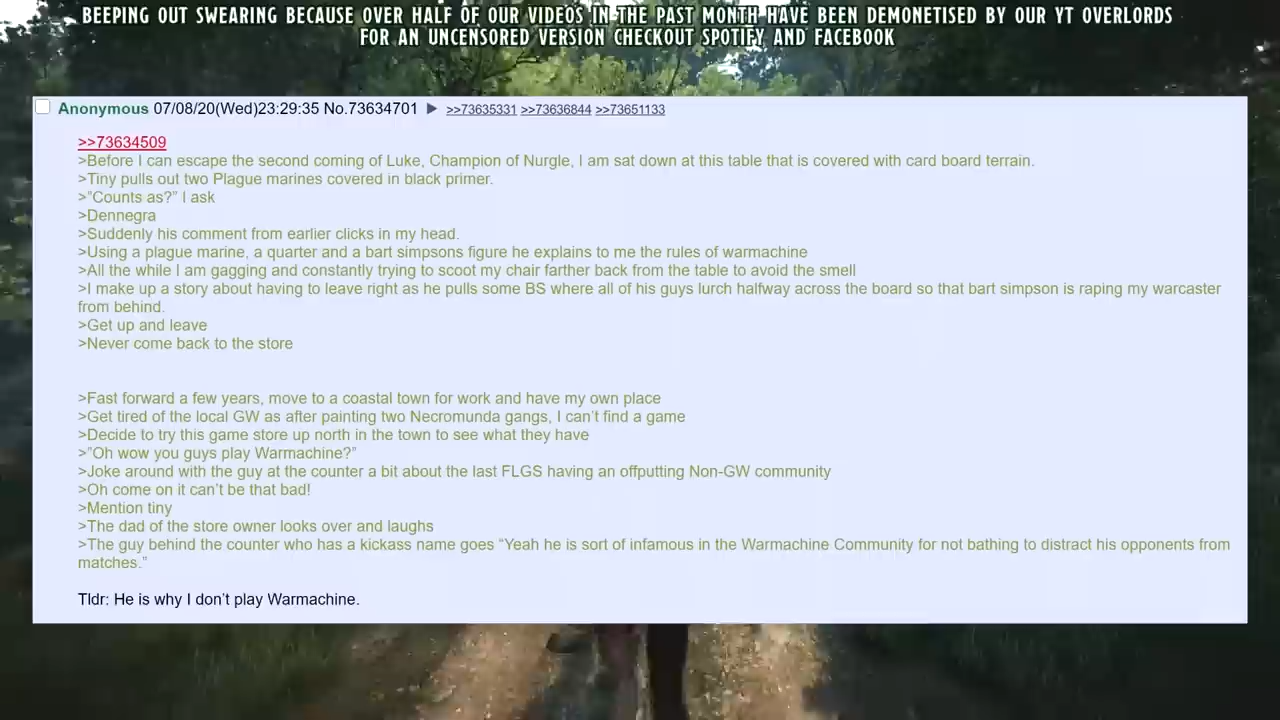 BEEPING OUT SWEARING BECAUSE OVER HALF OF OUR VIDEOS IN THE PAST MONTH HAVE BEEN DEMONETISED BY OUR YT OVERLORDS
FOR AN UNCENSORED VERSION CHECKOUT SPOTIFY AND FACEBOOK
Anonymous 07/08/20(Wed)23:29:35 No.73634701 ▶ >>73635331 >>73636844 >>73651133
>>73634509
>Before I can escape the second coming of Luke, Champion of Nurgle, I am sat down at this table that is covered with card board terrain.
>Tiny pulls out two Plague marines covered in black primer.
>"Counts as?" I ask
>Dennegra
>Suddenly his comment from earlier clicks in my head.
>Using a plague marine, a quarter and a bart simpsons figure he explains to me the rules of warmachine
>All the while I am gagging and constantly trying to scoot my chair farther back from the table to avoid the smell
>I make up a story about having to leave right as he pulls some BS where all of his guys lurch halfway across the board so that bart simpson is raping my warcaster
from behind.
>Get up and leave
>Never come back to the store
>Fast forward a few years, move to a coastal town for work and have my own place
>Get tired of the local GW as after painting two Necromunda gangs, I can't find a game
>Decide to try this game store up north in the town to see what they have
>"Oh wow you guys play Warmachine?"
>Joke around with the guy at the counter a bit about the last FLGS having an offputting Non-GW community
>Oh come on it can't be that bad!
>Mention tiny
>The dad of the store owner looks over and laughs
>The guy behind the counter who has a kickass name goes “Yeah he is sort of infamous in the Warmachine Community for not bathing to distract his opponents from
matches.”
Tldr: He is why I don't play Warmachine.